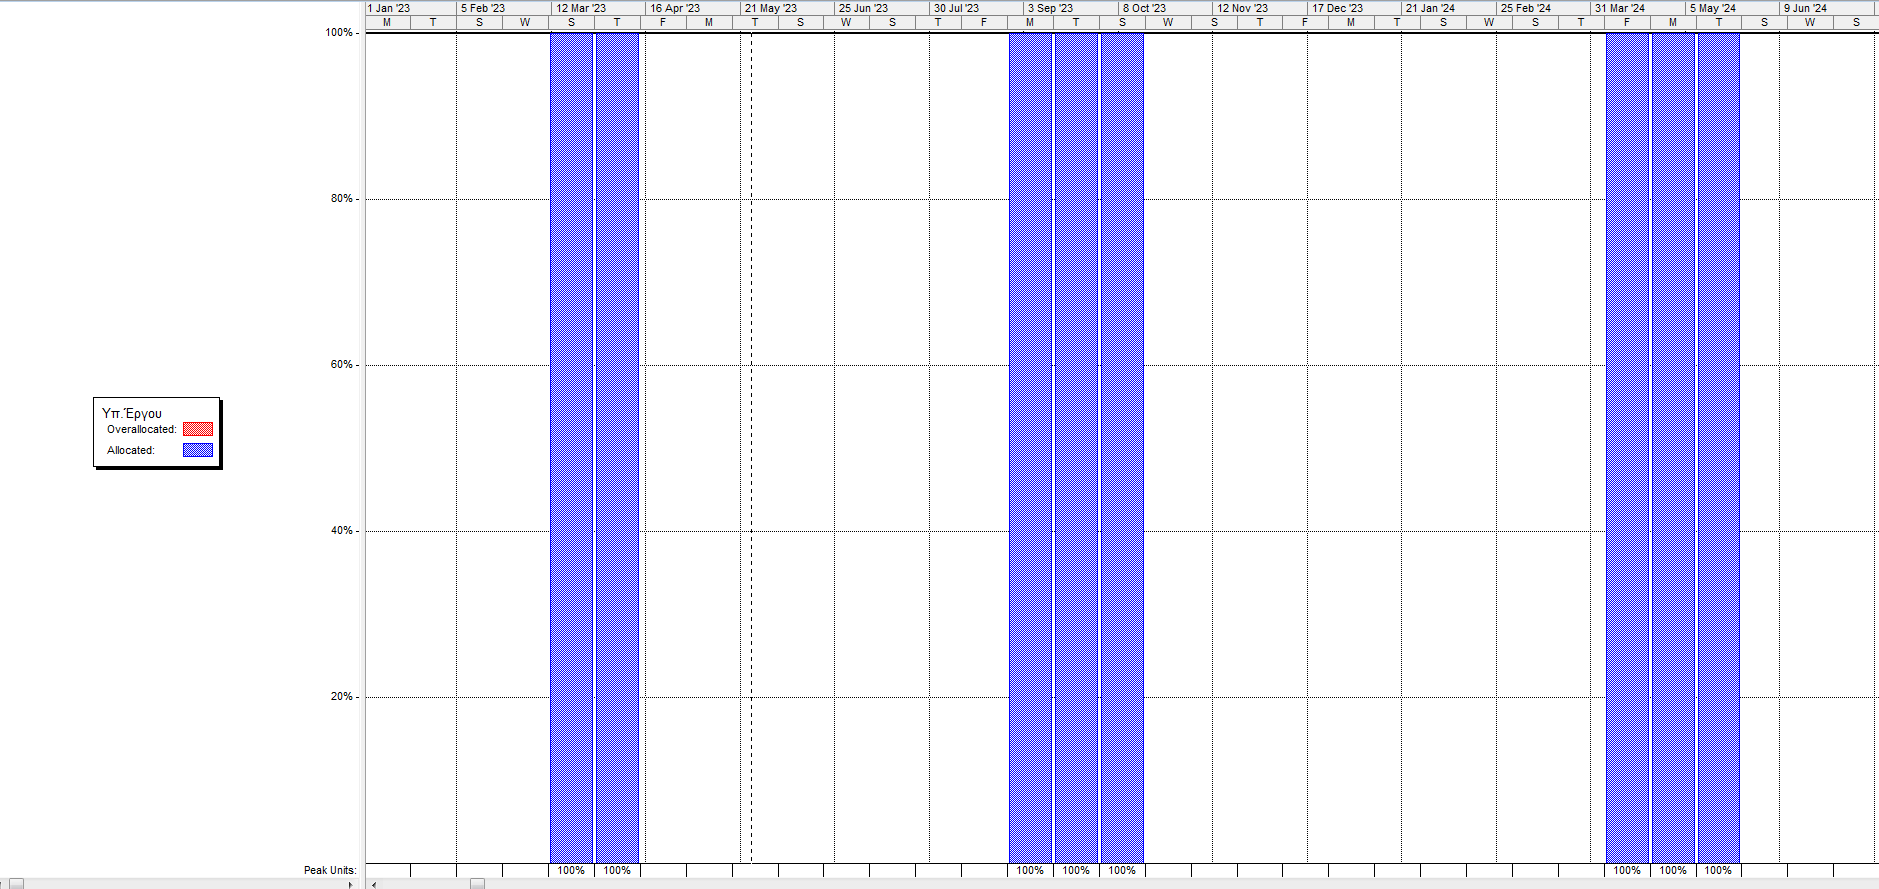 1 Jan '23 5 Feb '23 12 Mar '23 16 Apr '23 21 May '23 25 Jun '23 30 Jul '23 3 Sep '23 8 Oct '23 12 Nov '23 17 Dec '23 21 Jan '24 25 Feb '24 31 Mar '24 5 May '24 9 Jun '24
M T S W S T F M T S W S T F M T S W S T F M T S W S T F M T S W S
100%
80%
60%
40%
20%
Υπ.Έργου
Overallocated:
Allocated:
Peak Units: 100% 100% 100% 100% 100% 100% 100% 100%